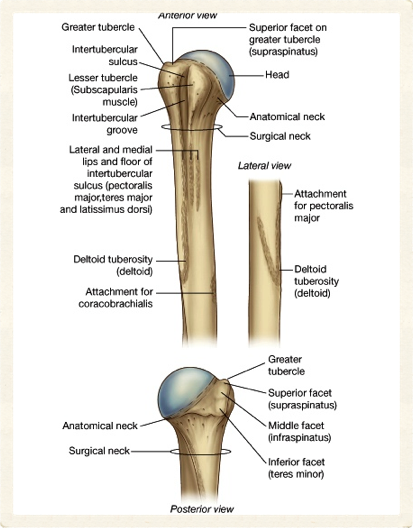 Anterior view
Greater tubercle
Superior facet on
greater tubercle
(supraspinatus)
Intertubercular
sulcus
Head
Lesser tubercle
(Subscapularis
muscle)
Anatomical neck
Intertubercular
groove
Surgical neck
Lateral and medial
lips and floor of
intertubercular
sulcus (pectoralis
major,teres major
and latissimus dorsi)
Lateral view
Attachment
for pectoralis
major
Deltoid tuberosity
(deltoid)
Deltoid
tuberosity
(deltoid)
Attachment for
coracobrachialis
Greater
tubercle
Superior facet
(supraspinatus)
Anatomical neck
Middle facet
(infraspinatus)
Surgical neck
Inferior facet
(teres minor)
Posterior view